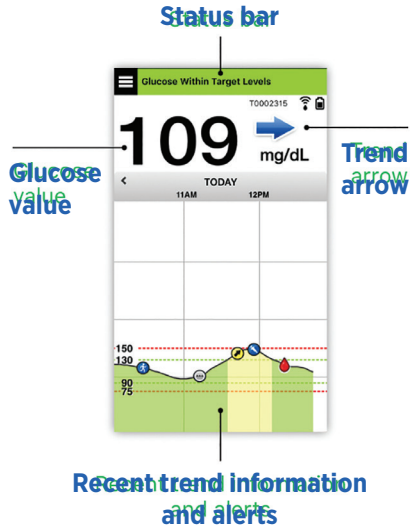 Status bar
Glucose Within Target Levels
T0002315
109
mg/dL
Glucose
value
Trend
arrow
TODAY
11AM 12PM
150
130
90
75
Recent trend information
and alerts